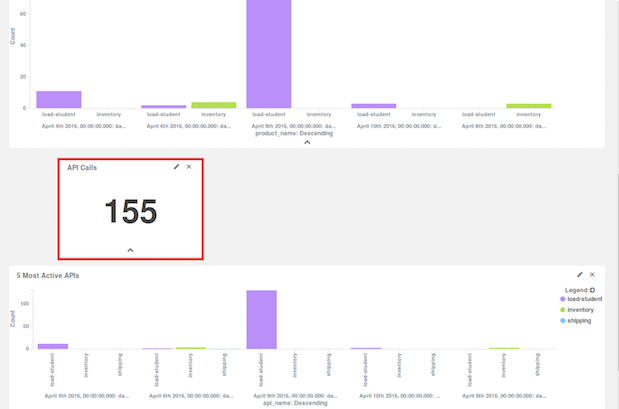 Count
60
40
20
0
load-student inventory load-student inventory load-student inventory load-student inventory load-student inventory
April 4th 2016, 00:00:00.000: da... April 6th 2016, 00:00:00.000: da... April 9th 2016, 00:00:00.000: da... April 10th 2016, 00:00:00.000: d... April 8th 2016, 00:00:00.000: da...
product_name: Descending
API Calls
155
5 Most Active APIs
Legend
load-student
inventory
shipping
Count
100
50
0
load-student inventory shipping load-student inventory shipping load-student inventory shipping load-student inventory shipping load-student inventory shipping
April 4th 2016, 00:00:00.000: da... April 6th 2016, 00:00:00.000: da... April 9th 2016, 00:00:00.000: da... April 10th 2016, 00:00:00.000: ... April 8th 2016, 00:00:00.000: da...
api_name: Descending